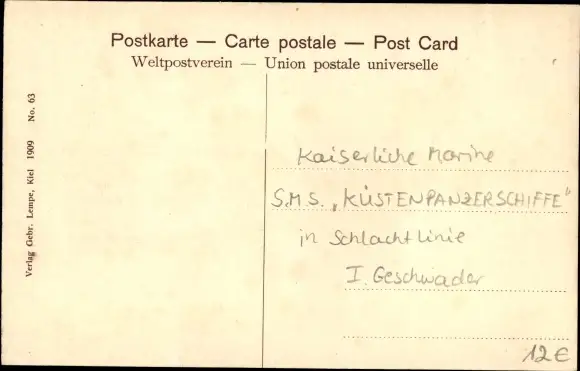 Postkarte — Carte postale — Post Card
Weltpostverein — Union postale universelle
Verlag Gebr. Lempe, Kiel 1909 No. 63
Kaiserliche Marine
S.M.S. „KÜSTENPANZERSCHIFFE"
in Schlachtlinie
I. Geschwader
12 €